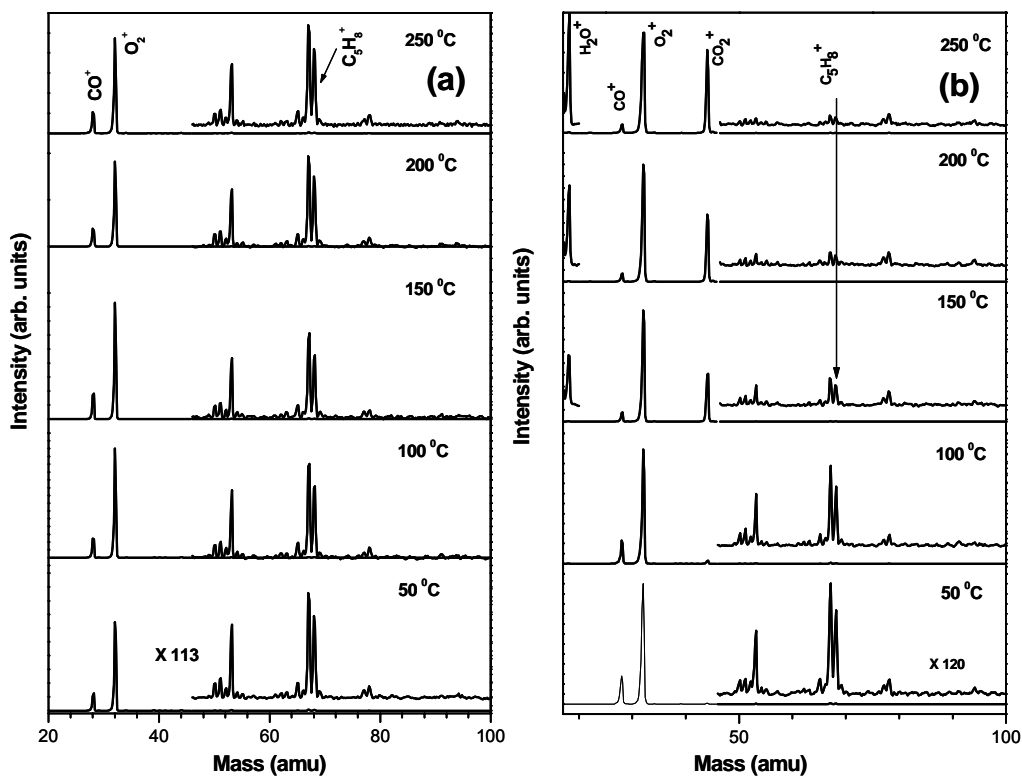 CO⁺
O₂⁺
C₅H₈⁺
250 ⁰C
(a)
200 ⁰C
150 ⁰C
100 ⁰C
50 ⁰C
X 113
Intensity (arb. units)
20 40 60 80 100
Mass (amu)
H₂O⁺
CO⁺
O₂⁺
CO₂⁺
C₅H₈⁺
250 ⁰C
(b)
200 ⁰C
150 ⁰C
100 ⁰C
50 ⁰C
X 120
Intensity (arb. units)
50 100
Mass (amu)